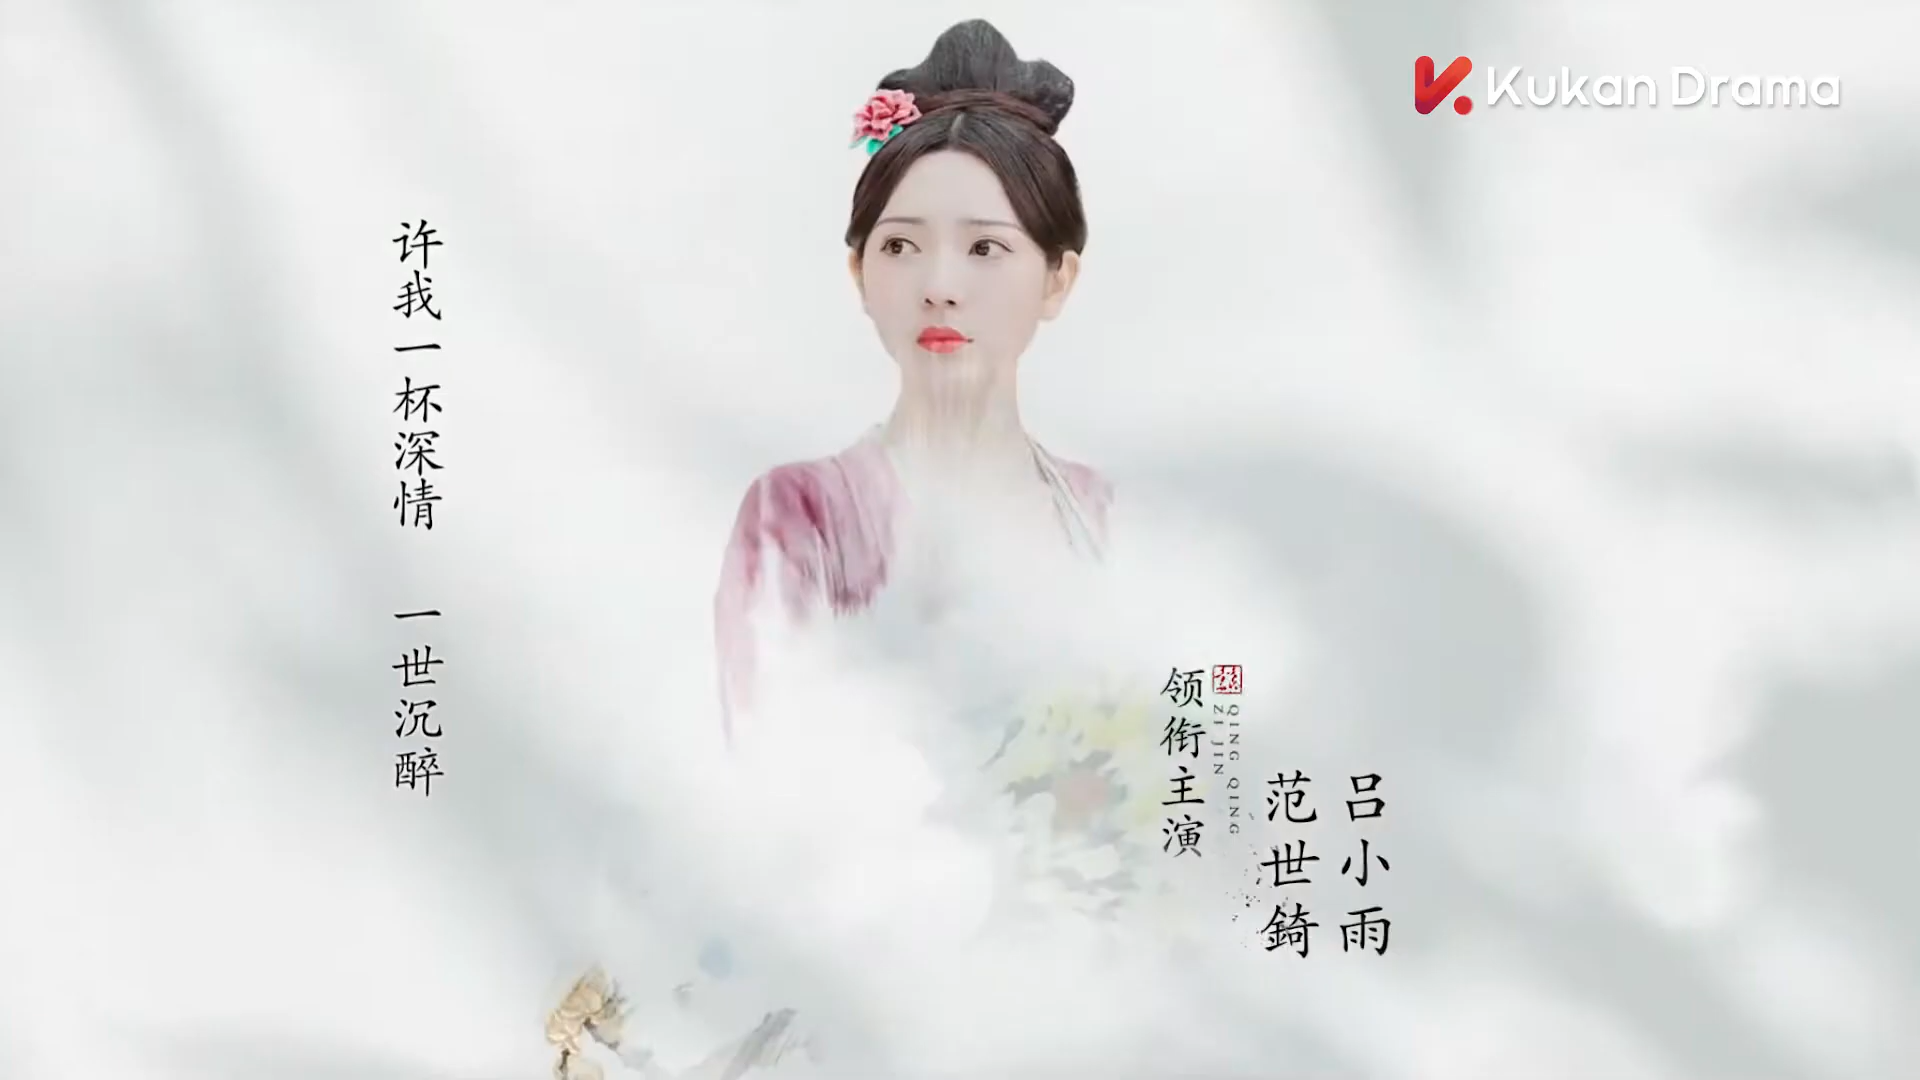 Kukan Drama
许我一杯深情 一世沉醉
领衔主演
QING QING
ZI JIN
吕小雨
范世錡